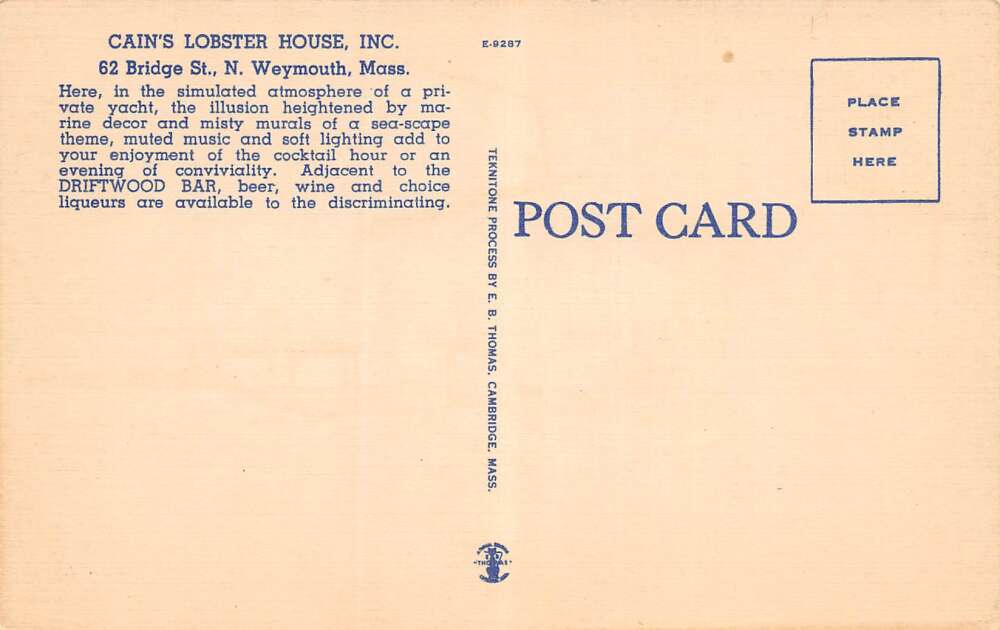 CAIN'S LOBSTER HOUSE, INC.
62 Bridge St., N. Weymouth, Mass.
Here, in the simulated atmosphere of a pri-
vate yacht, the illusion heightened by ma-
rine decor and misty murals of a sea-scape
theme, muted music and soft lighting add to
your enjoyment of the cocktail hour or an
evening of conviviality. Adjacent to the
DRIFTWOOD BAR, beer, wine and choice
liqueurs are available to the discriminating.
E-9287
TEKNITONE PROCESS BY E. B. THOMAS, CAMBRIDGE, MASS.
POST CARD
PLACE
STAMP
HERE
"THOMAS"